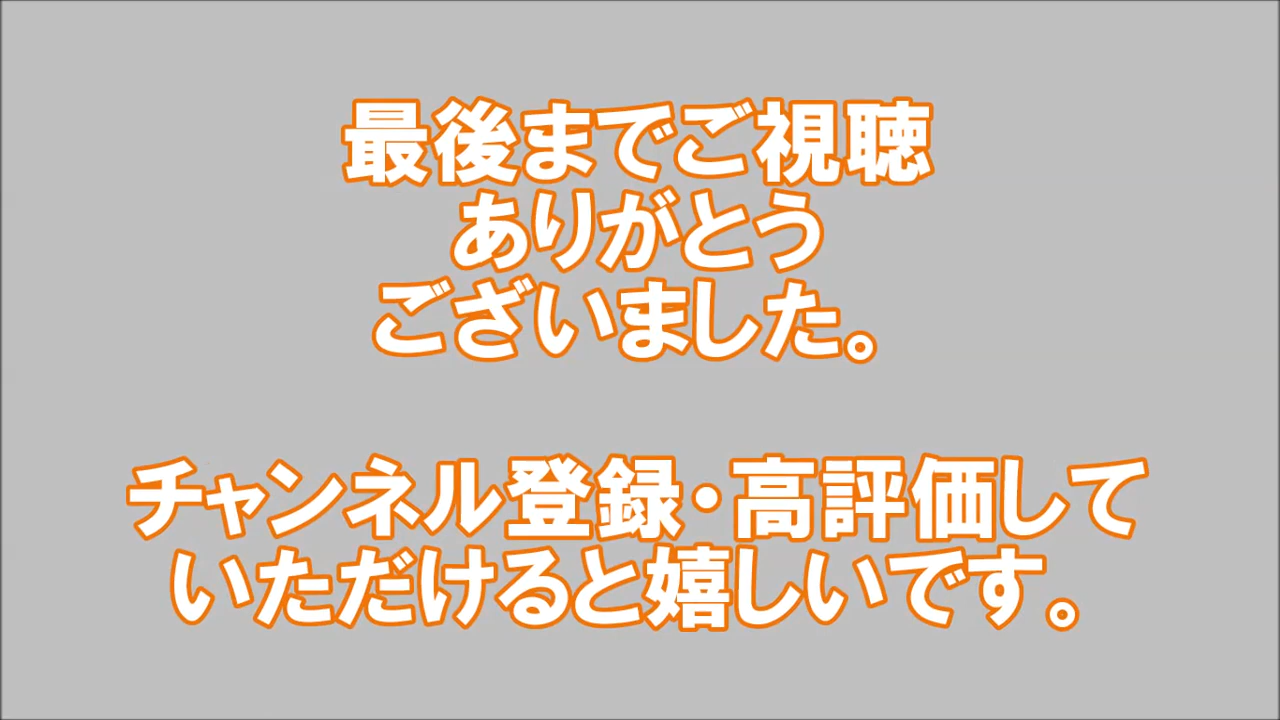 最後までご視聴
ありがとう
ございました。
チャンネル登録・高評価して
いただけると嬉しいです。